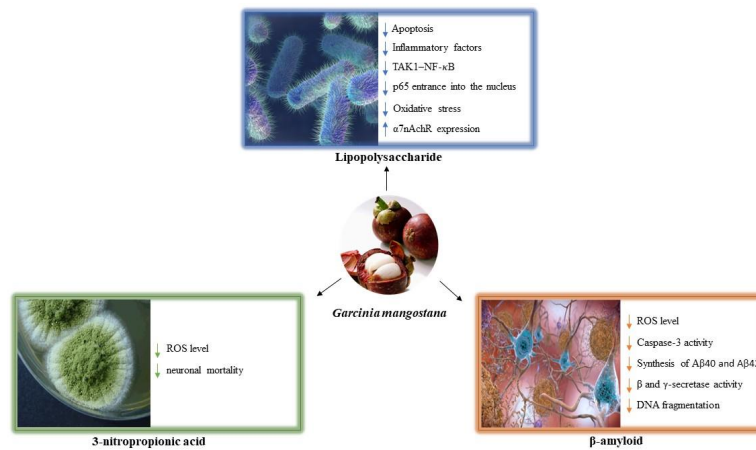 Apoptosis
Inflammatory factors
TAK1–NF-κB
p65 entrance into the nucleus
Oxidative stress
α7nAchR expression
Lipopolysaccharide
Garcinia mangostana
ROS level
neuronal mortality
3-nitropropionic acid
ROS level
Caspase-3 activity
Synthesis of Aβ40 and Aβ42
β and γ-secretase activity
DNA fragmentation
β-amyloid